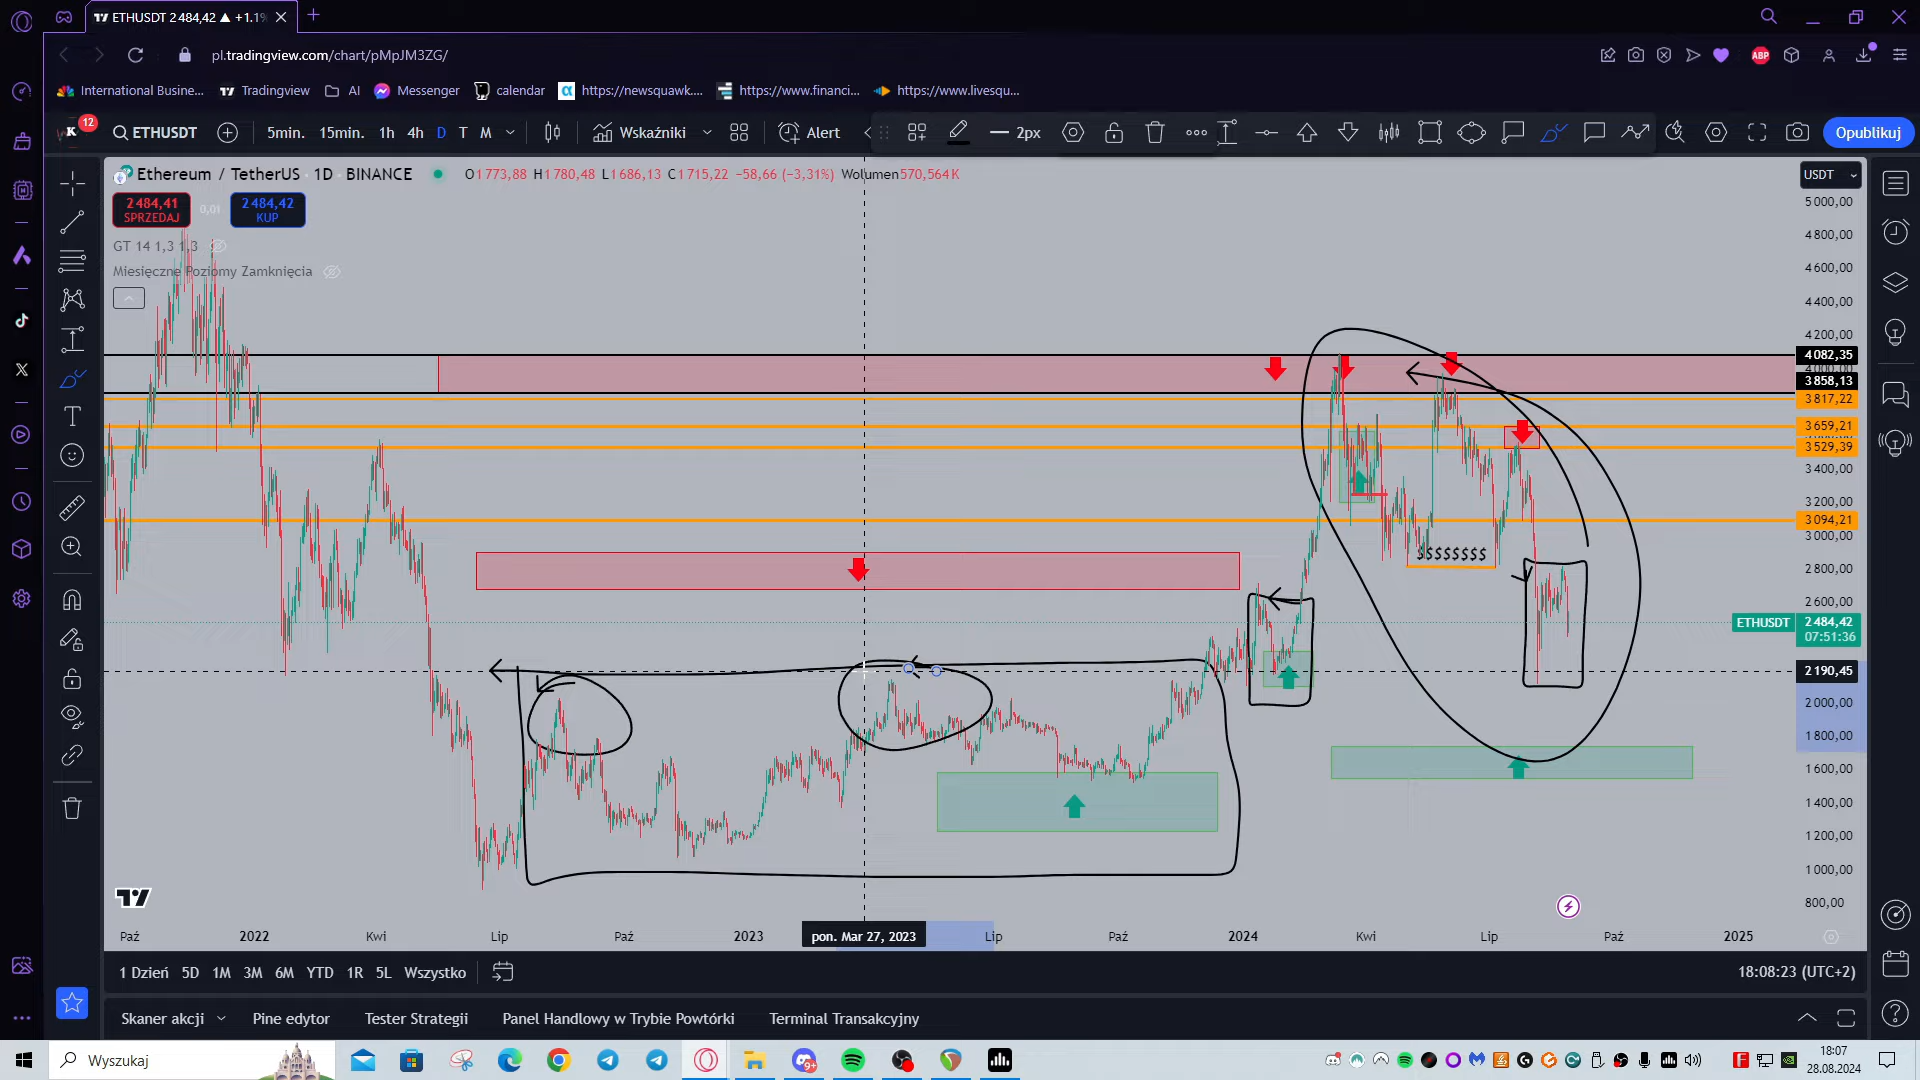 ETHUSDT 2 484,42 ▲ +1.1%
pl.tradingview.com/chart/pMpJM3ZG/
ABP
International Busine... Tradingview AI Messenger calendar https://newsquawk.... https://www.financi... https://www.livesqu...
12
K ETHUSDT 5min. 15min. 1h 4h D T M Wskaźniki Alert 2px Opublikuj
Ethereum / TetherUS · 1D · BINANCE O1 773,88 H1 780,48 L1 686,13 C1 715,22 −58,66 (−3,31%) Wolumen570,564K
USDT
2 484,41
SPRZEDAJ
0,01
2 484,42
KUP
GT 14 1,3 1,3
Miesięczne Poziomy Zamknięcia
5 000,00
4 800,00
4 600,00
4 400,00
4 200,00
4 082,35
4 000,00
3 858,13
3 817,22
3 659,21
3 529,39
3 400,00
3 200,00
3 094,21
3 000,00
2 800,00
2 600,00
ETHUSDT 2 484,42
07:51:36
2 190,45
2 000,00
1 800,00
1 600,00
1 400,00
1 200,00
1 000,00
800,00
$$$$$$$$
Paź 2022 Kwi Lip Paź 2023 pon. Mar 27, 2023 Lip Paź 2024 Kwi Lip Paź 2025
1 Dzień 5D 1M 3M 6M YTD 1R 5L Wszystko 18:08:23 (UTC+2)
Skaner akcji Pine edytor Tester Strategii Panel Handlowy w Trybie Powtórki Terminal Transakcyjny
Wyszukaj
9+
18:07
28.08.2024